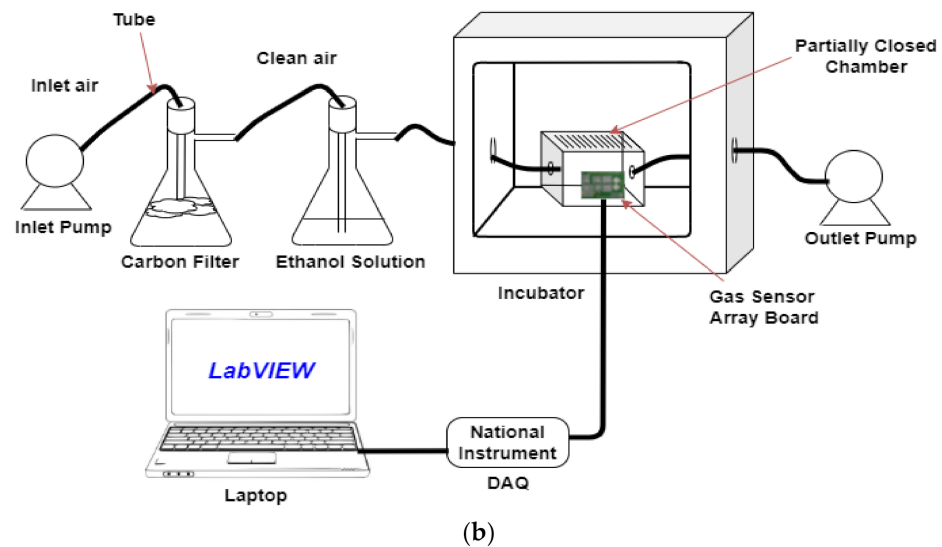 Tube
Inlet air
Clean air
Partially Closed
Chamber
Inlet Pump
Carbon Filter
Ethanol Solution
Outlet Pump
Incubator
Gas Sensor
Array Board
LabVIEW
National
Instrument
DAQ
Laptop
(b)